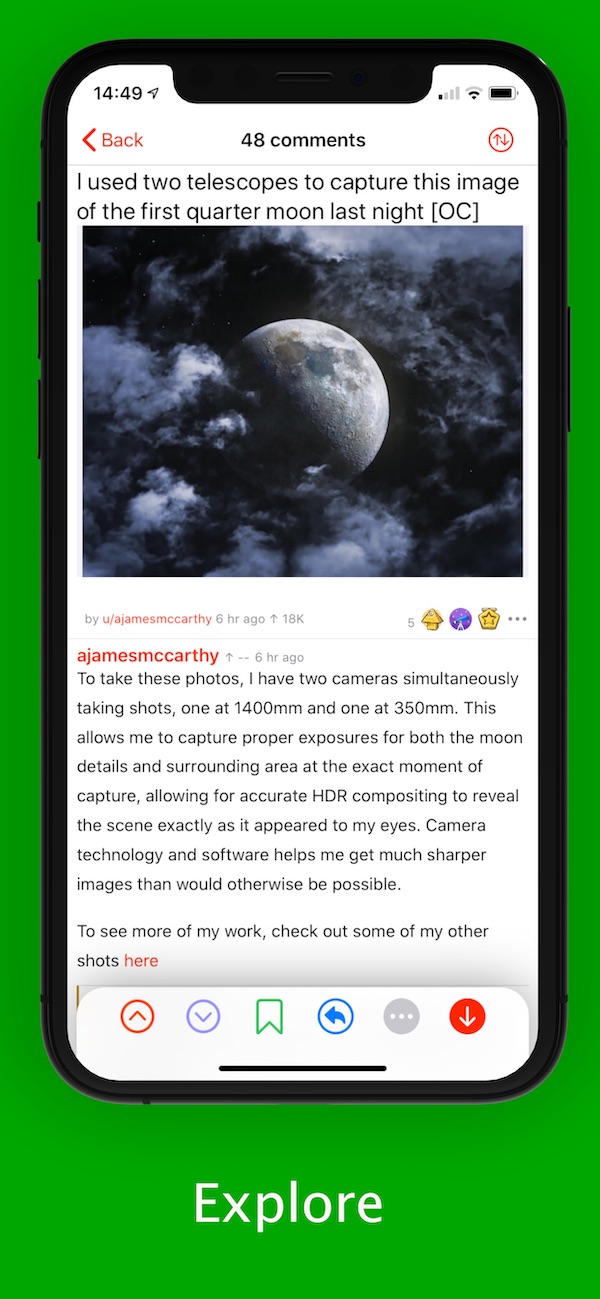 14:49
Back
48 comments
I used two telescopes to capture this image
of the first quarter moon last night [OC]
by u/ajamesmccarthy 6 hr ago ↑ 18K
5
ajamesmccarthy ↑ -- 6 hr ago
To take these photos, I have two cameras simultaneously
taking shots, one at 1400mm and one at 350mm. This
allows me to capture proper exposures for both the moon
details and surrounding area at the exact moment of
capture, allowing for accurate HDR compositing to reveal
the scene exactly as it appeared to my eyes. Camera
technology and software helps me get much sharper
images than would otherwise be possible.
To see more of my work, check out some of my other
shots here
Explore